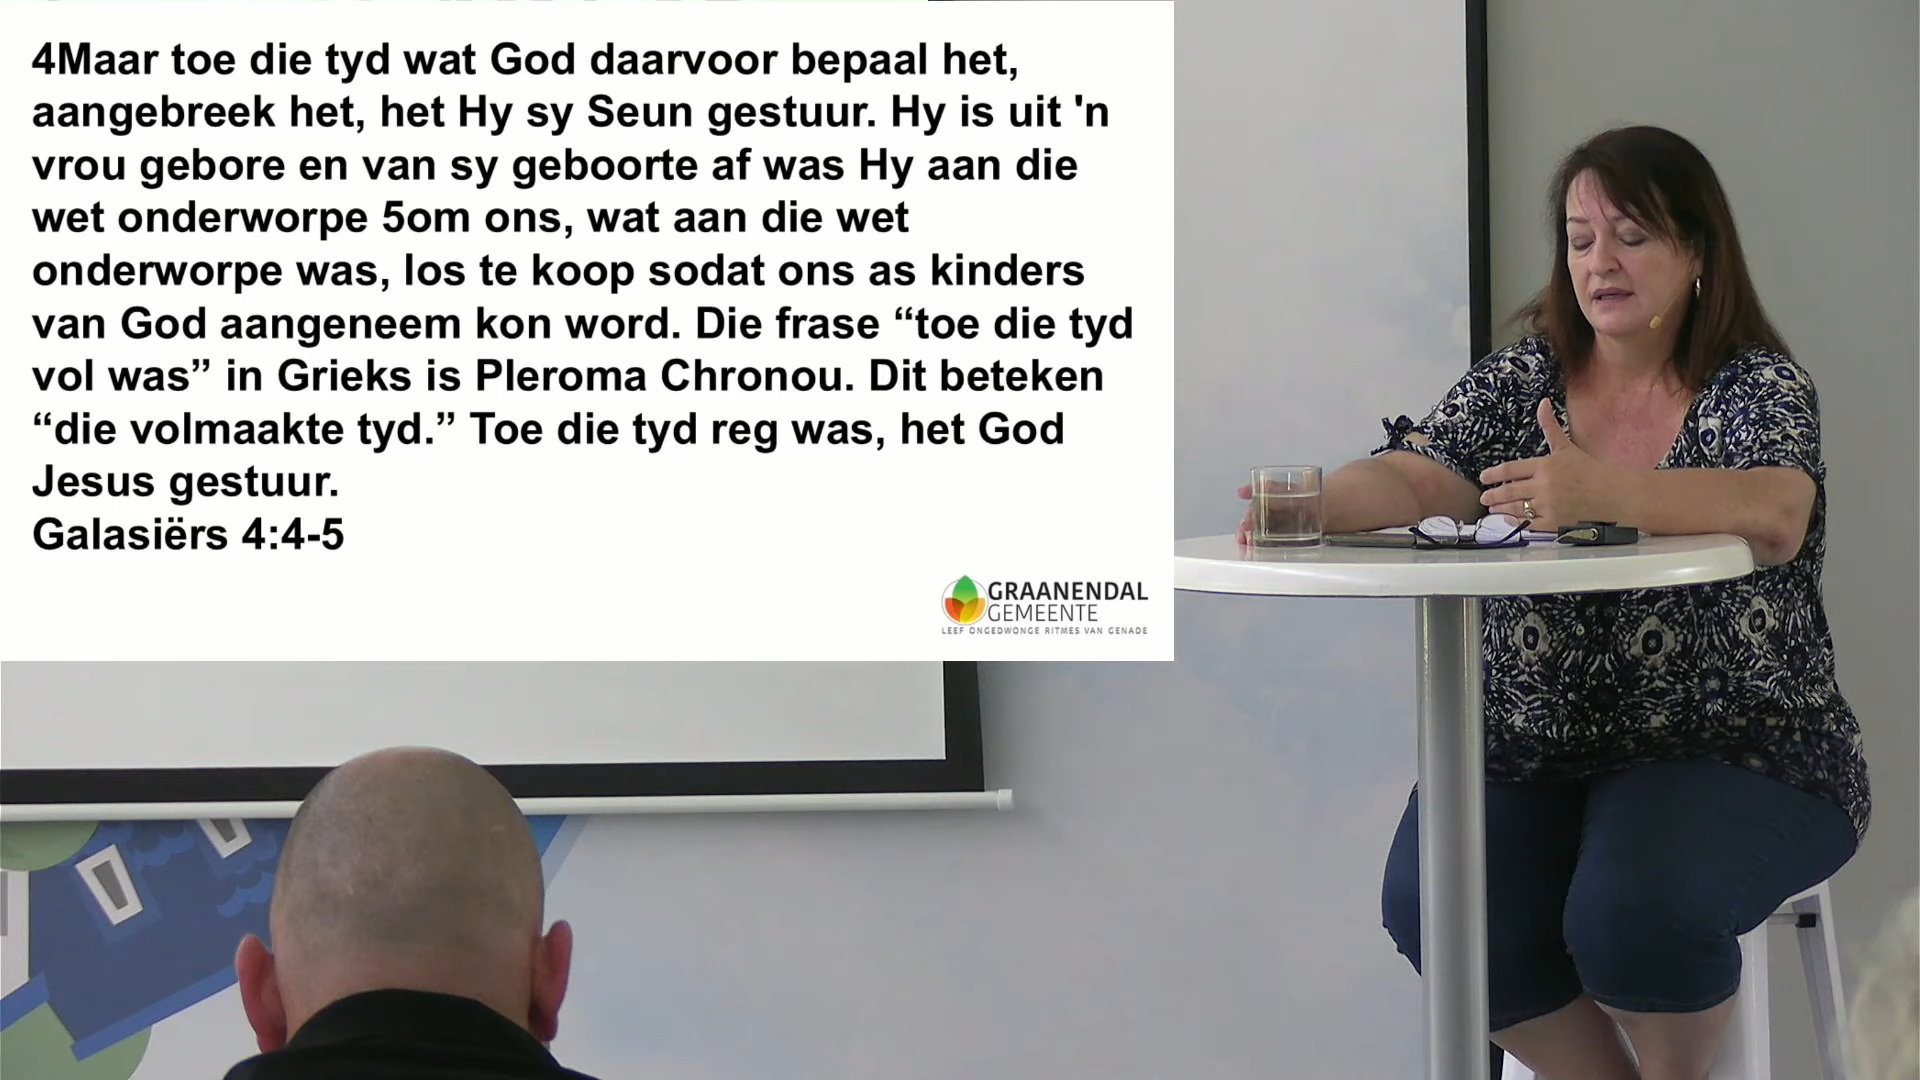 4Maar toe die tyd wat God daarvoor bepaal het,
aangebreek het, het Hy sy Seun gestuur. Hy is uit 'n
vrou gebore en van sy geboorte af was Hy aan die
wet onderworpe 5om ons, wat aan die wet
onderworpe was, los te koop sodat ons as kinders
van God aangeneem kon word. Die frase “toe die tyd
vol was” in Grieks is Pleroma Chronou. Dit beteken
“die volmaakte tyd.” Toe die tyd reg was, het God
Jesus gestuur.
Galasiërs 4:4-5
GRAANENDAL
GEMEENTE
LEEF ONGEDWONGE RITMES VAN GENADE